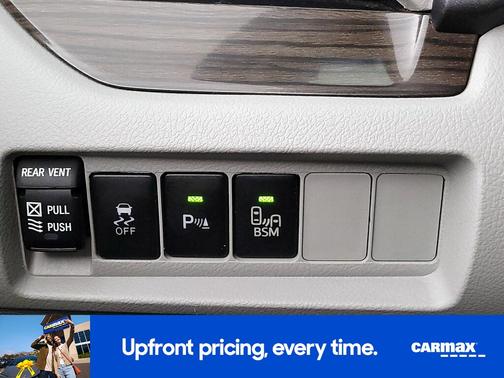 REAR VENT
PULL
PUSH
OFF
P
BSM
Upfront pricing, every time.
CARMAX